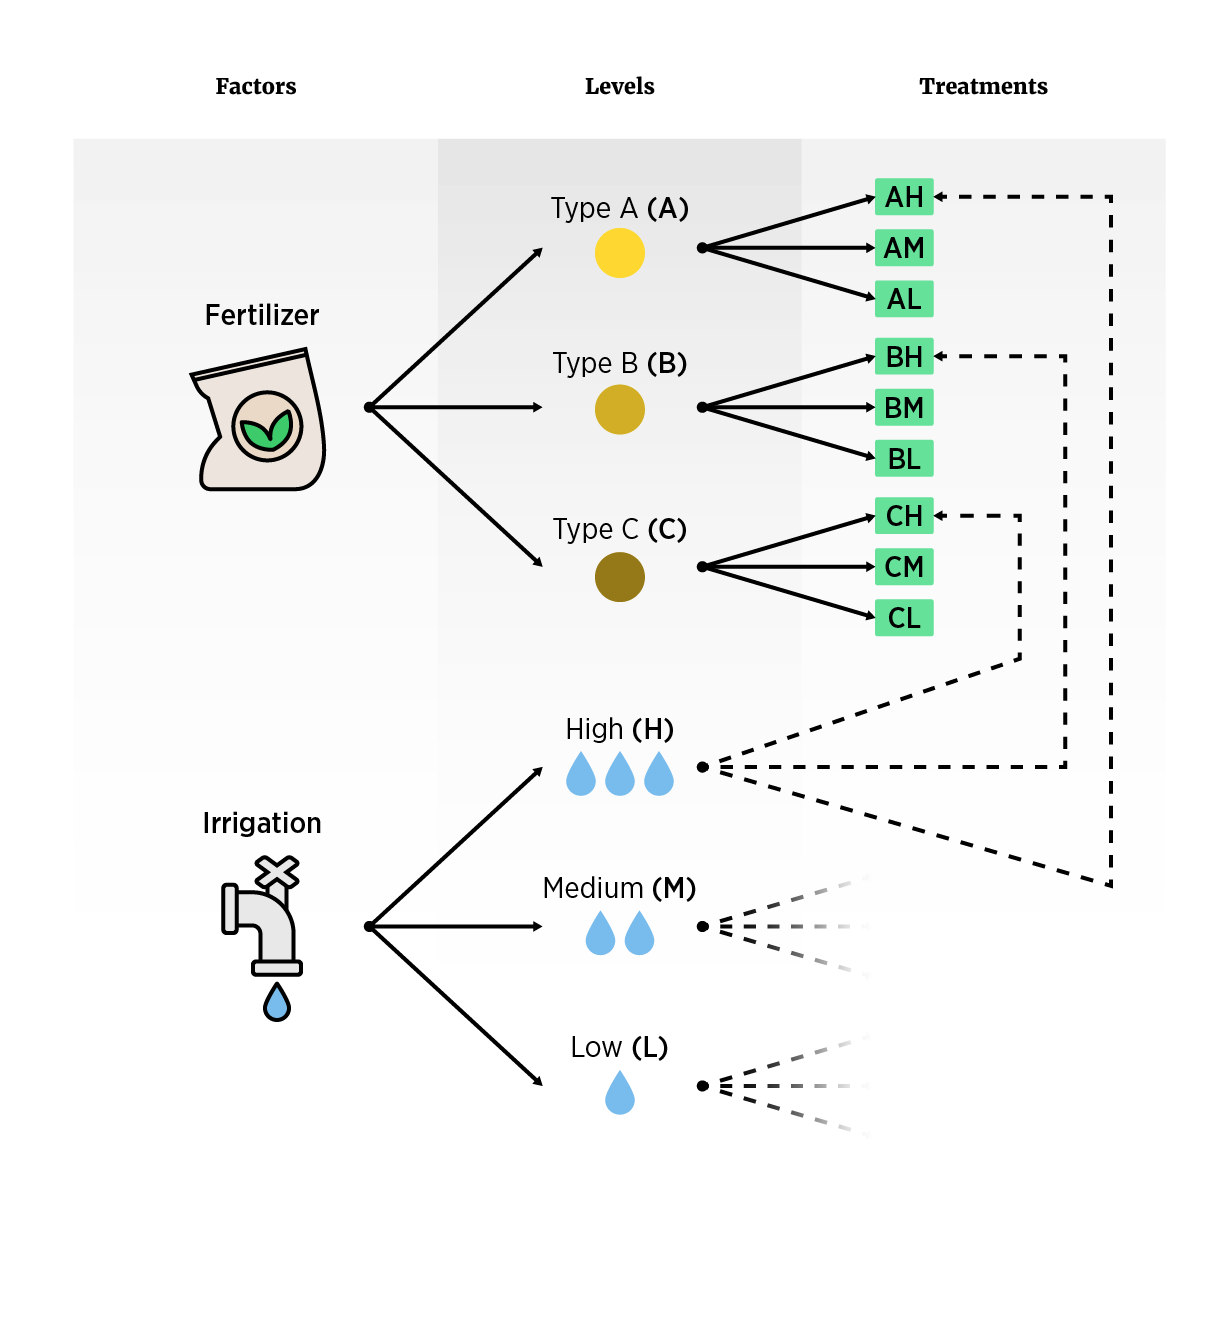 Factors
Levels
Treatments
Type A (A)
AH
AM
AL
Fertilizer
Type B (B)
BH
BM
BL
Type C (C)
CH
CM
CL
High (H)
Irrigation
Medium (M)
Low (L)